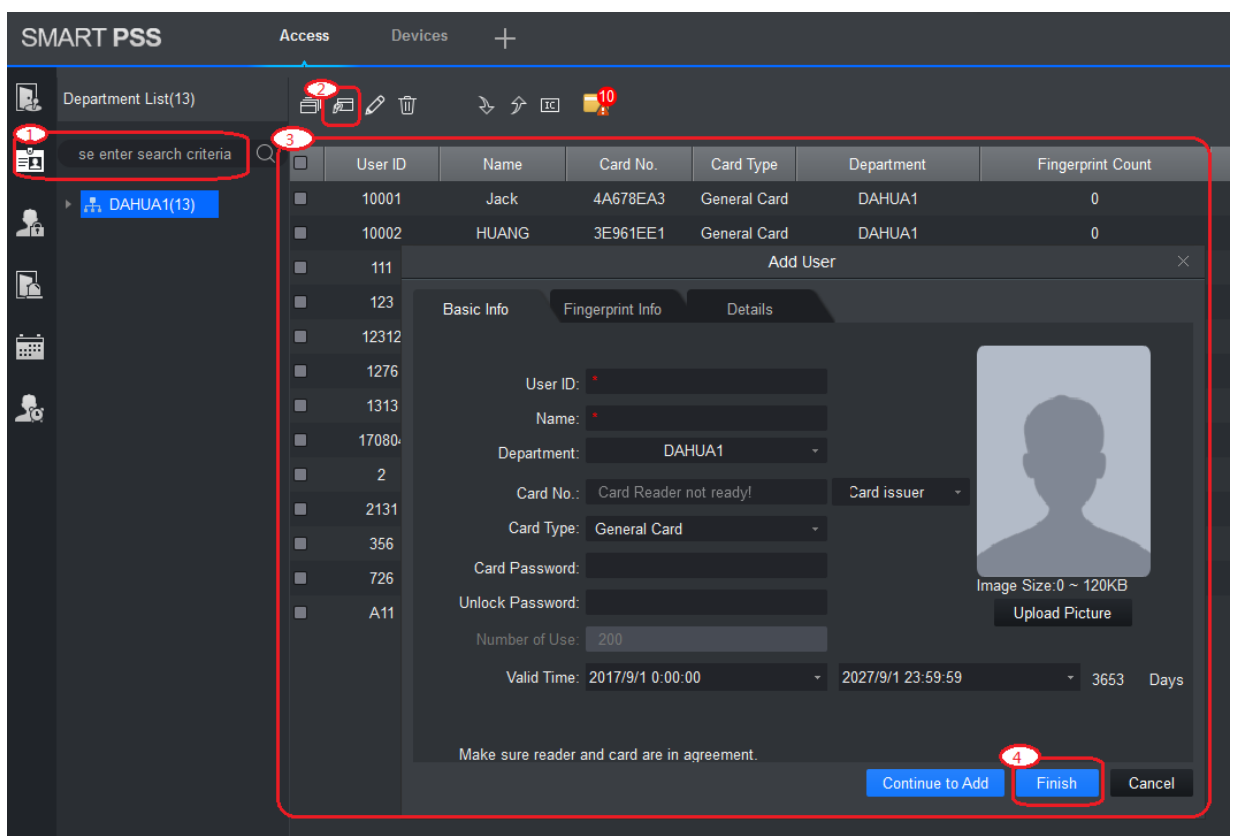 SMART PSS Access Devices
Department List(13)
2
IC
10
1
se enter search criteria
3
User ID Name Card No. Card Type Department Fingerprint Count
DAHUA1(13)
10001 Jack 4A678EA3 General Card DAHUA1 0
10002 HUANG 3E961EE1 General Card DAHUA1 0
111
123
12312
1276
1313
17080
2
2131
356
726
A11
Add User
Basic Info Fingerprint Info Details
User ID: *
Name: *
Department: DAHUA1
Card No.: Card Reader not ready! Card issuer
Card Type: General Card
Card Password:
Unlock Password:
Number of Use: 200
Valid Time: 2017/9/1 0:00:00 2027/9/1 23:59:59 3653 Days
Image Size:0 ~ 120KB
Upload Picture
Make sure reader and card are in agreement.
4
Continue to Add Finish Cancel